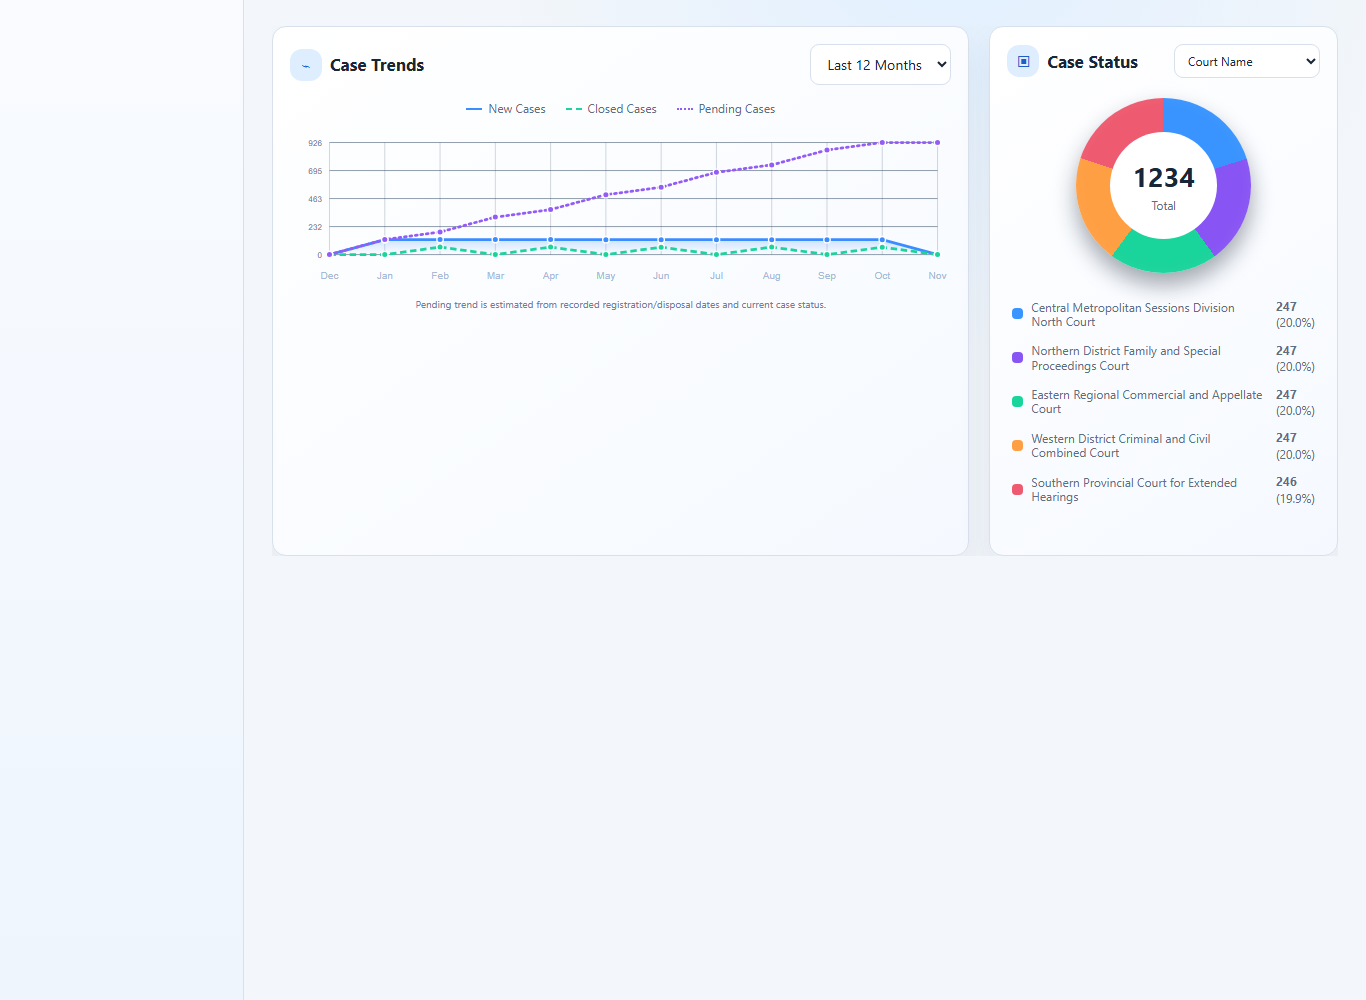 Case Trends
Last 12 Months
New Cases
Closed Cases
Pending Cases
926
695
463
232
0
Dec
Jan
Feb
Mar
Apr
May
Jun
Jul
Aug
Sep
Oct
Nov
Pending trend is estimated from recorded registration/disposal dates and current case status.
Case Status
Court Name
1234
Total
Central Metropolitan Sessions Division
North Court
247
(20.0%)
Northern District Family and Special
Proceedings Court
247
(20.0%)
Eastern Regional Commercial and Appellate
Court
247
(20.0%)
Western District Criminal and Civil
Combined Court
247
(20.0%)
Southern Provincial Court for Extended
Hearings
246
(19.9%)